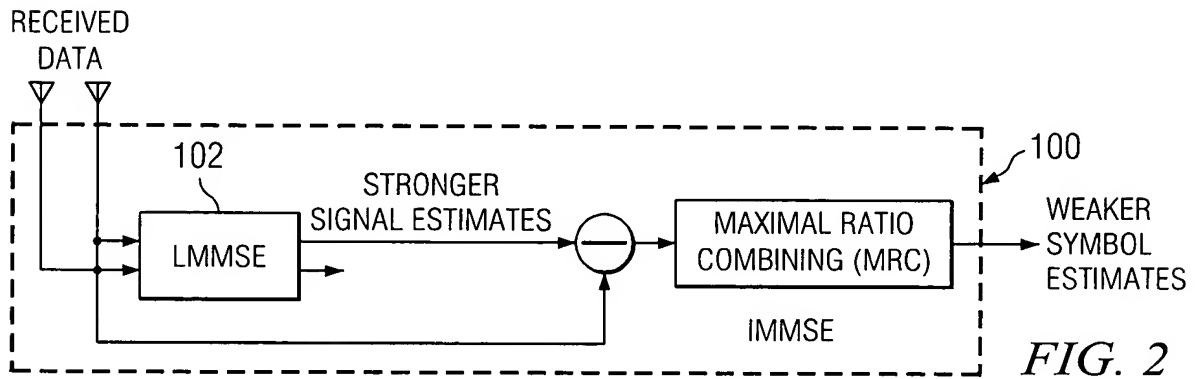 RECEIVED
DATA
102
100
STRONGER
SIGNAL ESTIMATES
LMMSE
MAXIMAL RATIO
COMBINING (MRC)
WEAKER
SYMBOL
ESTIMATES
IMMSE
FIG. 2